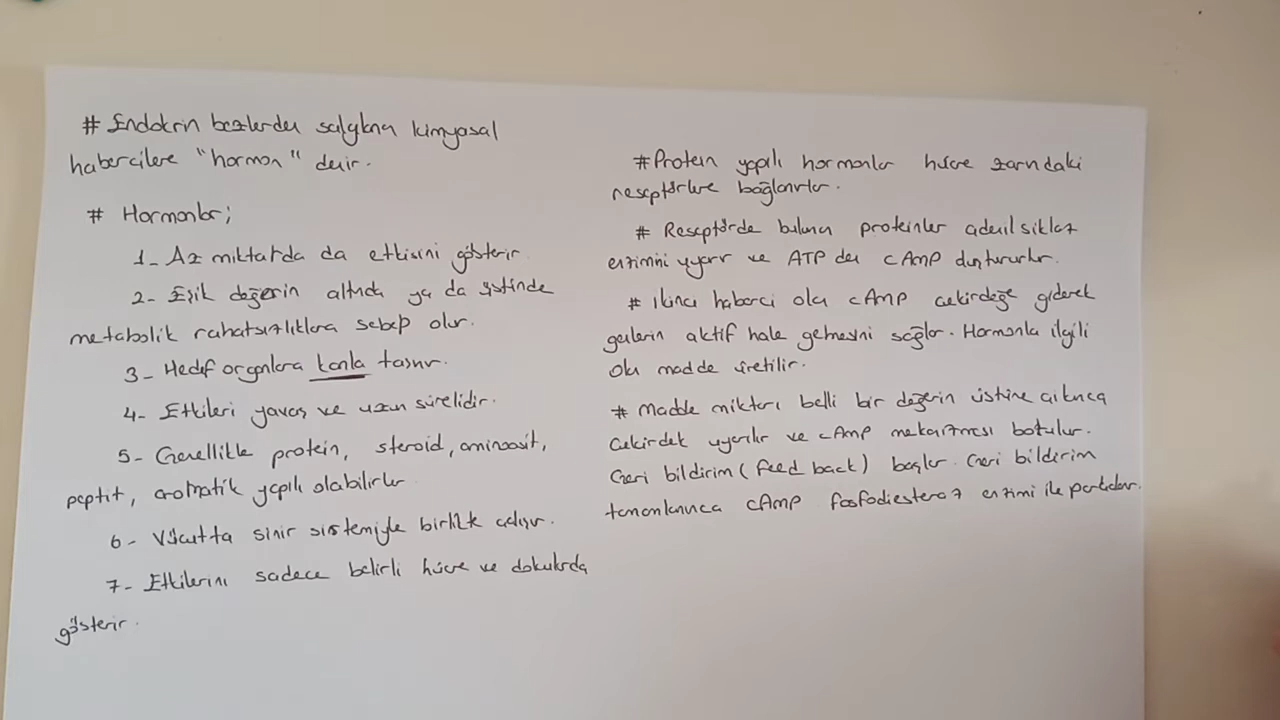 # Endokrin bezlerden salgılanan kimyasal
habercilere "hormon" denir.
# Hormonlar;
1- Az miktarda da etkisini gösterir.
2- Eşik değerin altında ya da üstünde
metabolik rahatsızlıklara sebep olur.
3- Hedef organlara kanla taşınır.
4- Etkileri yavaş ve uzun sürelidir.
5- Genellikle protein, steroid, aminoasit,
peptit, aromatik yapılı olabilirler
6- Vücutta sinir sistemiyle birlikte çalışır.
7- Etkilerini sadece belirli hücre ve dokularda
gösterir.
# Protein yapılı hormonlar hücre zarındaki
reseptörlere bağlanırlar.
# Reseptörde bulunan proteinler adenil siklaz
enzimini uyarır ve ATP den cAMP oluştururlar.
# İkinci haberci olan cAMP çekirdeğe giderek
genlerin aktif hale gelmesini sağlar. Hormonla ilgili
olan madde üretilir.
# Madde miktarı belli bir değerin üstüne çıkınca
çekirdek uyarılır ve cAMP mekanizması bozulur.
Geri bildirim (feed back) başlar. Geri bildirim
tamamlanınca cAMP fosfodiesteraz enzimi ile parçalanır.